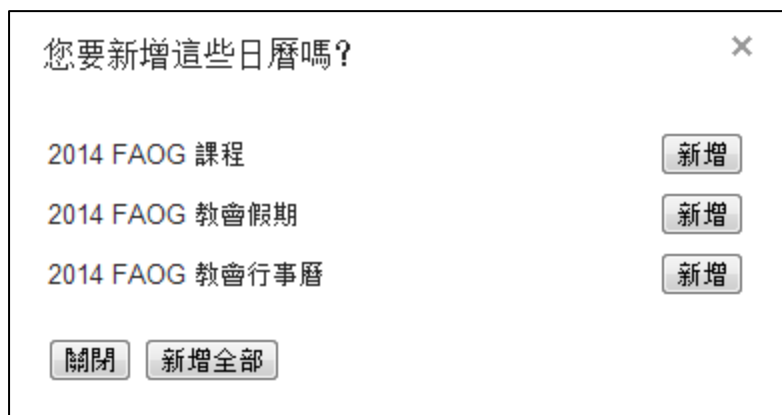 您要新增這些日曆嗎?
×
2014 FAOG 課程 新增
2014 FAOG 教會假期 新增
2014 FAOG 教會行事曆 新增
關閉 新增全部